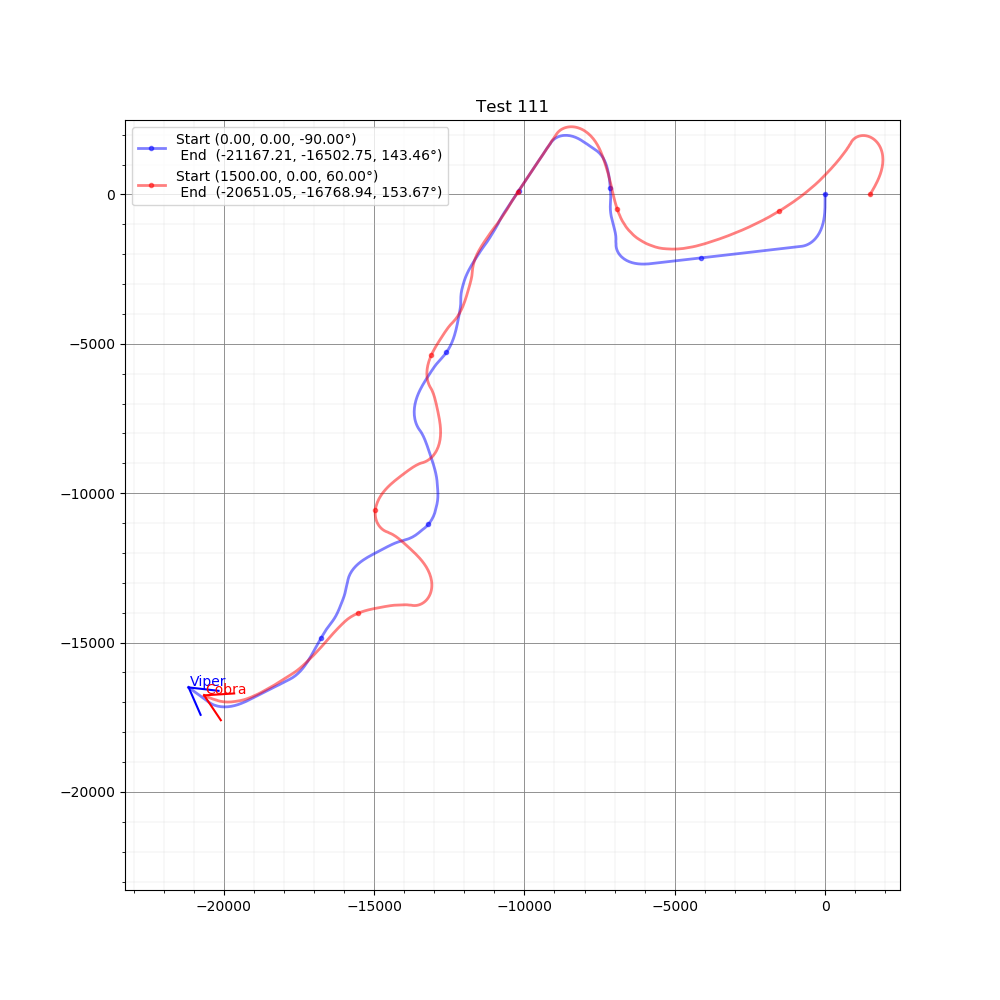 Test 111
Start (0.00, 0.00, -90.00°)
End (-21167.21, -16502.75, 143.46°)
Start (1500.00, 0.00, 60.00°)
End (-20651.05, -16768.94, 153.67°)
0
−5000
−10000
−15000
−20000
Viper
Cobra
−20000 −15000 −10000 −5000 0